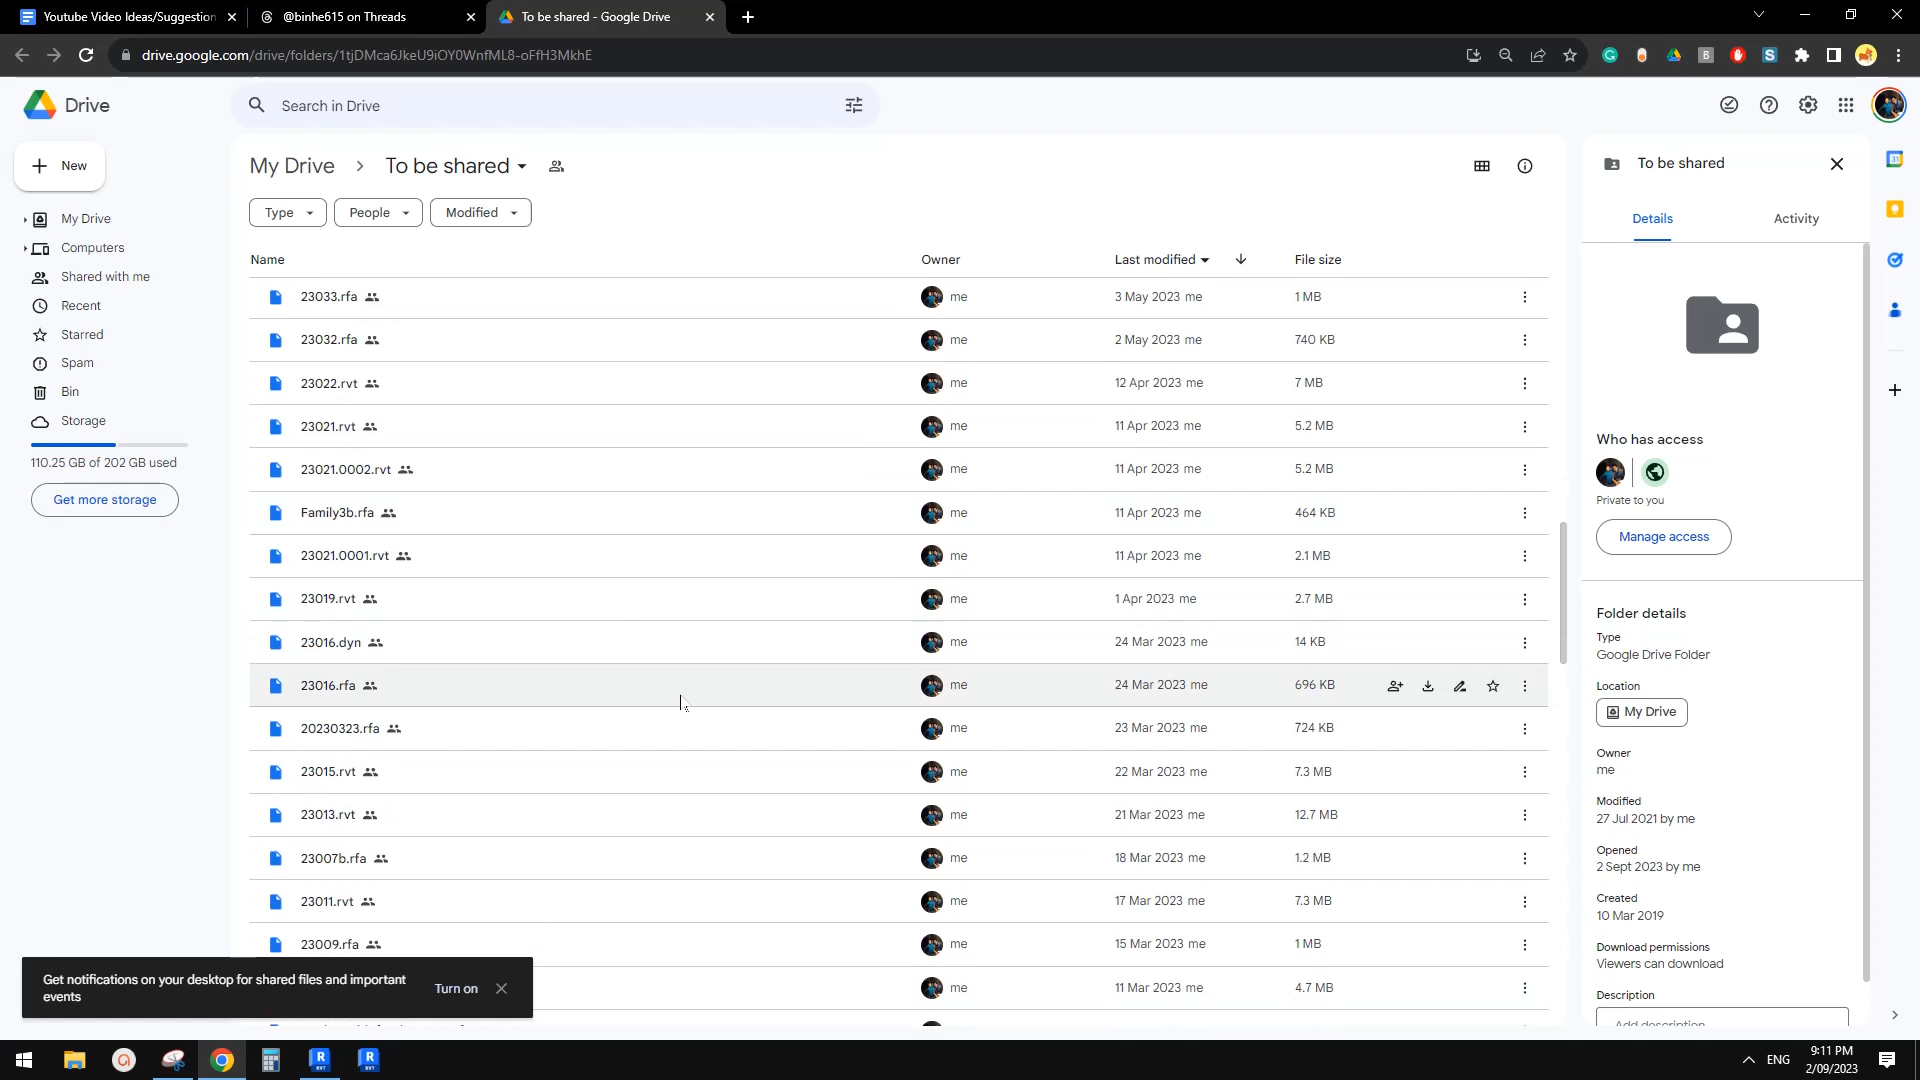 Youtube Video Ideas/Suggestion
@binhe615 on Threads
To be shared - Google Drive
drive.google.com/drive/folders/1tjDMca6JkeU9iOY0WnfML8-oFfH3MkhE
Drive
Search in Drive
New
My Drive
Computers
Shared with me
Recent
Starred
Spam
Bin
Storage
110.25 GB of 202 GB used
Get more storage
My Drive > To be shared
Type
People
Modified
Name Owner Last modified File size
23033.rfa me 3 May 2023 me 1 MB
23032.rfa me 2 May 2023 me 740 KB
23022.rvt me 12 Apr 2023 me 7 MB
23021.rvt me 11 Apr 2023 me 5.2 MB
23021.0002.rvt me 11 Apr 2023 me 5.2 MB
Family3b.rfa me 11 Apr 2023 me 464 KB
23021.0001.rvt me 11 Apr 2023 me 2.1 MB
23019.rvt me 1 Apr 2023 me 2.7 MB
23016.dyn me 24 Mar 2023 me 14 KB
23016.rfa me 24 Mar 2023 me 696 KB
20230323.rfa me 23 Mar 2023 me 724 KB
23015.rvt me 22 Mar 2023 me 7.3 MB
23013.rvt me 21 Mar 2023 me 12.7 MB
23007b.rfa me 18 Mar 2023 me 1.2 MB
23011.rvt me 17 Mar 2023 me 7.3 MB
23009.rfa me 15 Mar 2023 me 1 MB
me 11 Mar 2023 me 4.7 MB
Get notifications on your desktop for shared files and important
events
Turn on
To be shared
Details
Activity
Who has access
Private to you
Manage access
Folder details
Type
Google Drive Folder
Location
My Drive
Owner
me
Modified
27 Jul 2021 by me
Opened
2 Sept 2023 by me
Created
10 Mar 2019
Download permissions
Viewers can download
Description
Add description
ENG
9:11 PM
2/09/2023